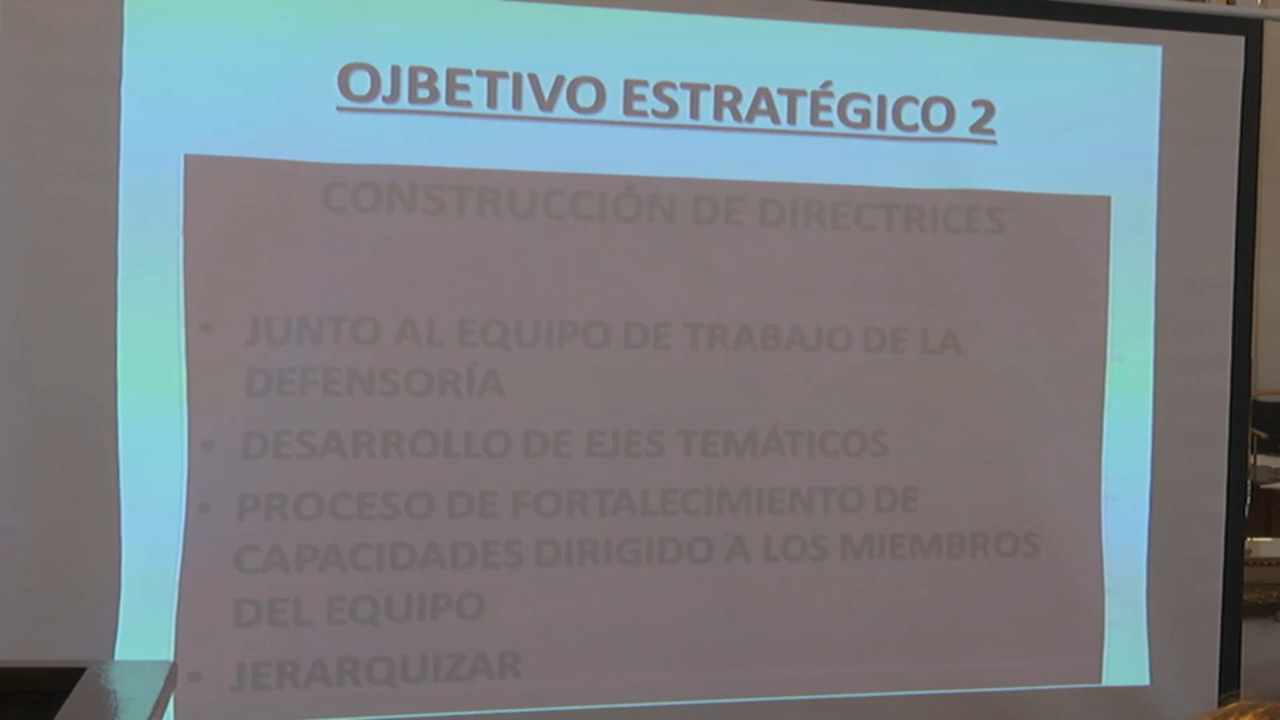 OJBETIVO ESTRATÉGICO 2
CONSTRUCCIÓN DE DIRECTRICES
• JUNTO AL EQUIPO DE TRABAJO DE LA
DEFENSORÍA
• DESARROLLO DE EJES TEMÁTICOS
• PROCESO DE FORTALECIMIENTO DE
CAPACIDADES DIRIGIDO A LOS MIEMBROS
DEL EQUIPO
• JERARQUIZAR